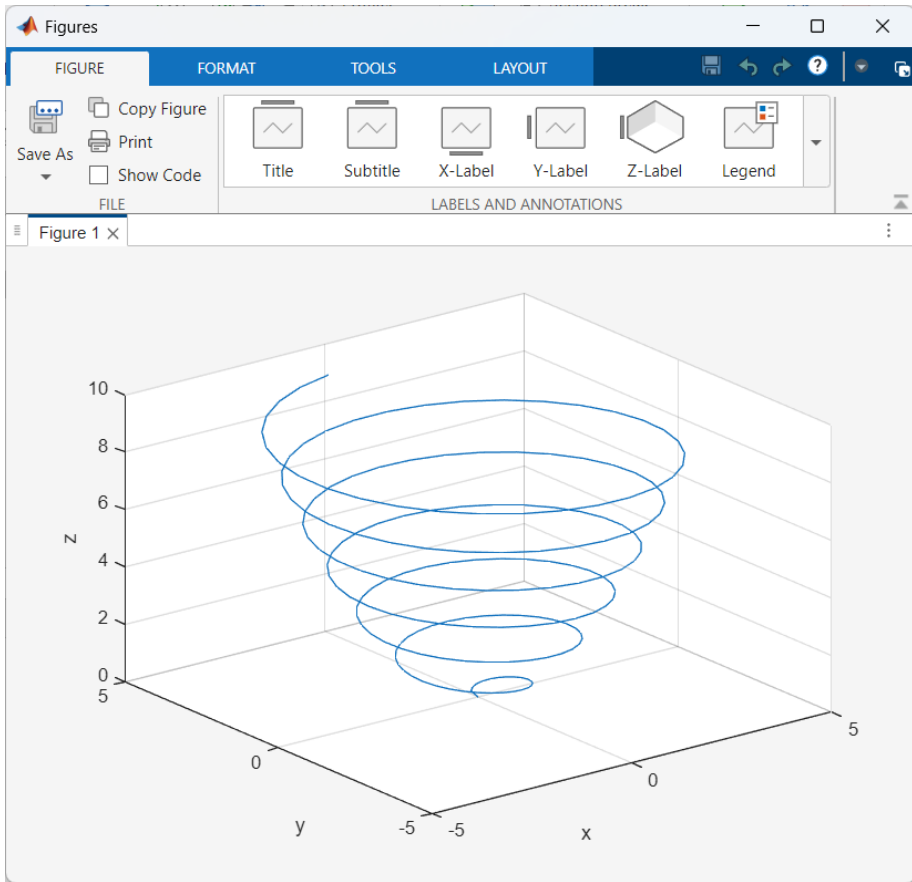 Figures
FIGURE FORMAT TOOLS LAYOUT
Save As
Copy Figure
Print
Show Code
FILE
Title Subtitle X-Label Y-Label Z-Label Legend
LABELS AND ANNOTATIONS
Figure 1
10
8
6
4
2
0
z
5
0
-5
y
-5
0
5
x